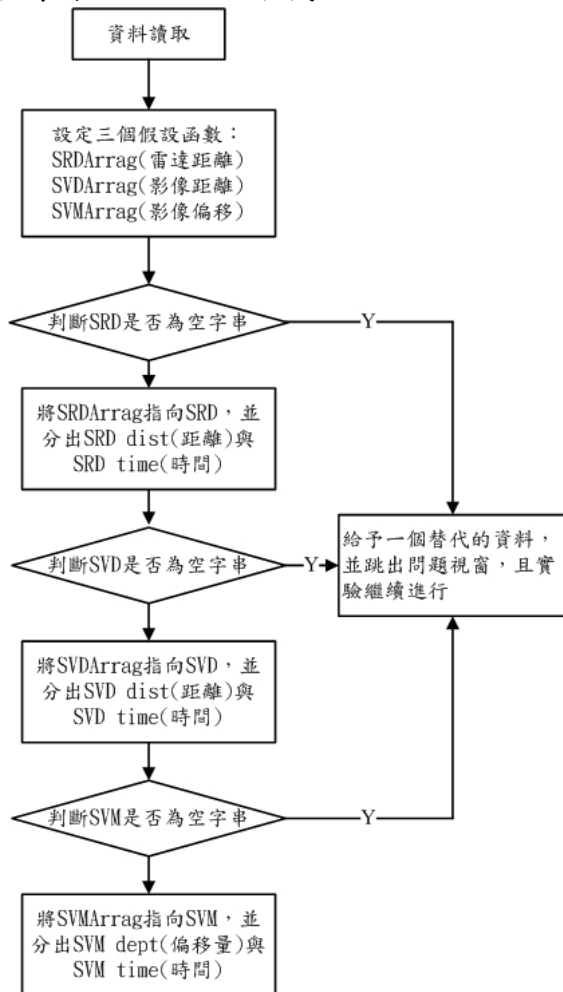 資料讀取
設定三個假設函數：
SRDArrag(雷達距離)
SVDArrag(影像距離)
SVMArrag(影像偏移)
判斷SRD是否為空字串
Y
將SRDArrag指向SRD，並
分出SRD dist(距離)與
SRD time(時間)
給予一個替代的資料，
並跳出問題視窗，且實
驗繼續進行
判斷SVD是否為空字串
Y
將SVDArrag指向SVD，並
分出SVD dist(距離)與
SVD time(時間)
判斷SVM是否為空字串
Y
將SVMArrag指向SVM，並
分出SVM dept(偏移量)與
SVM time(時間)